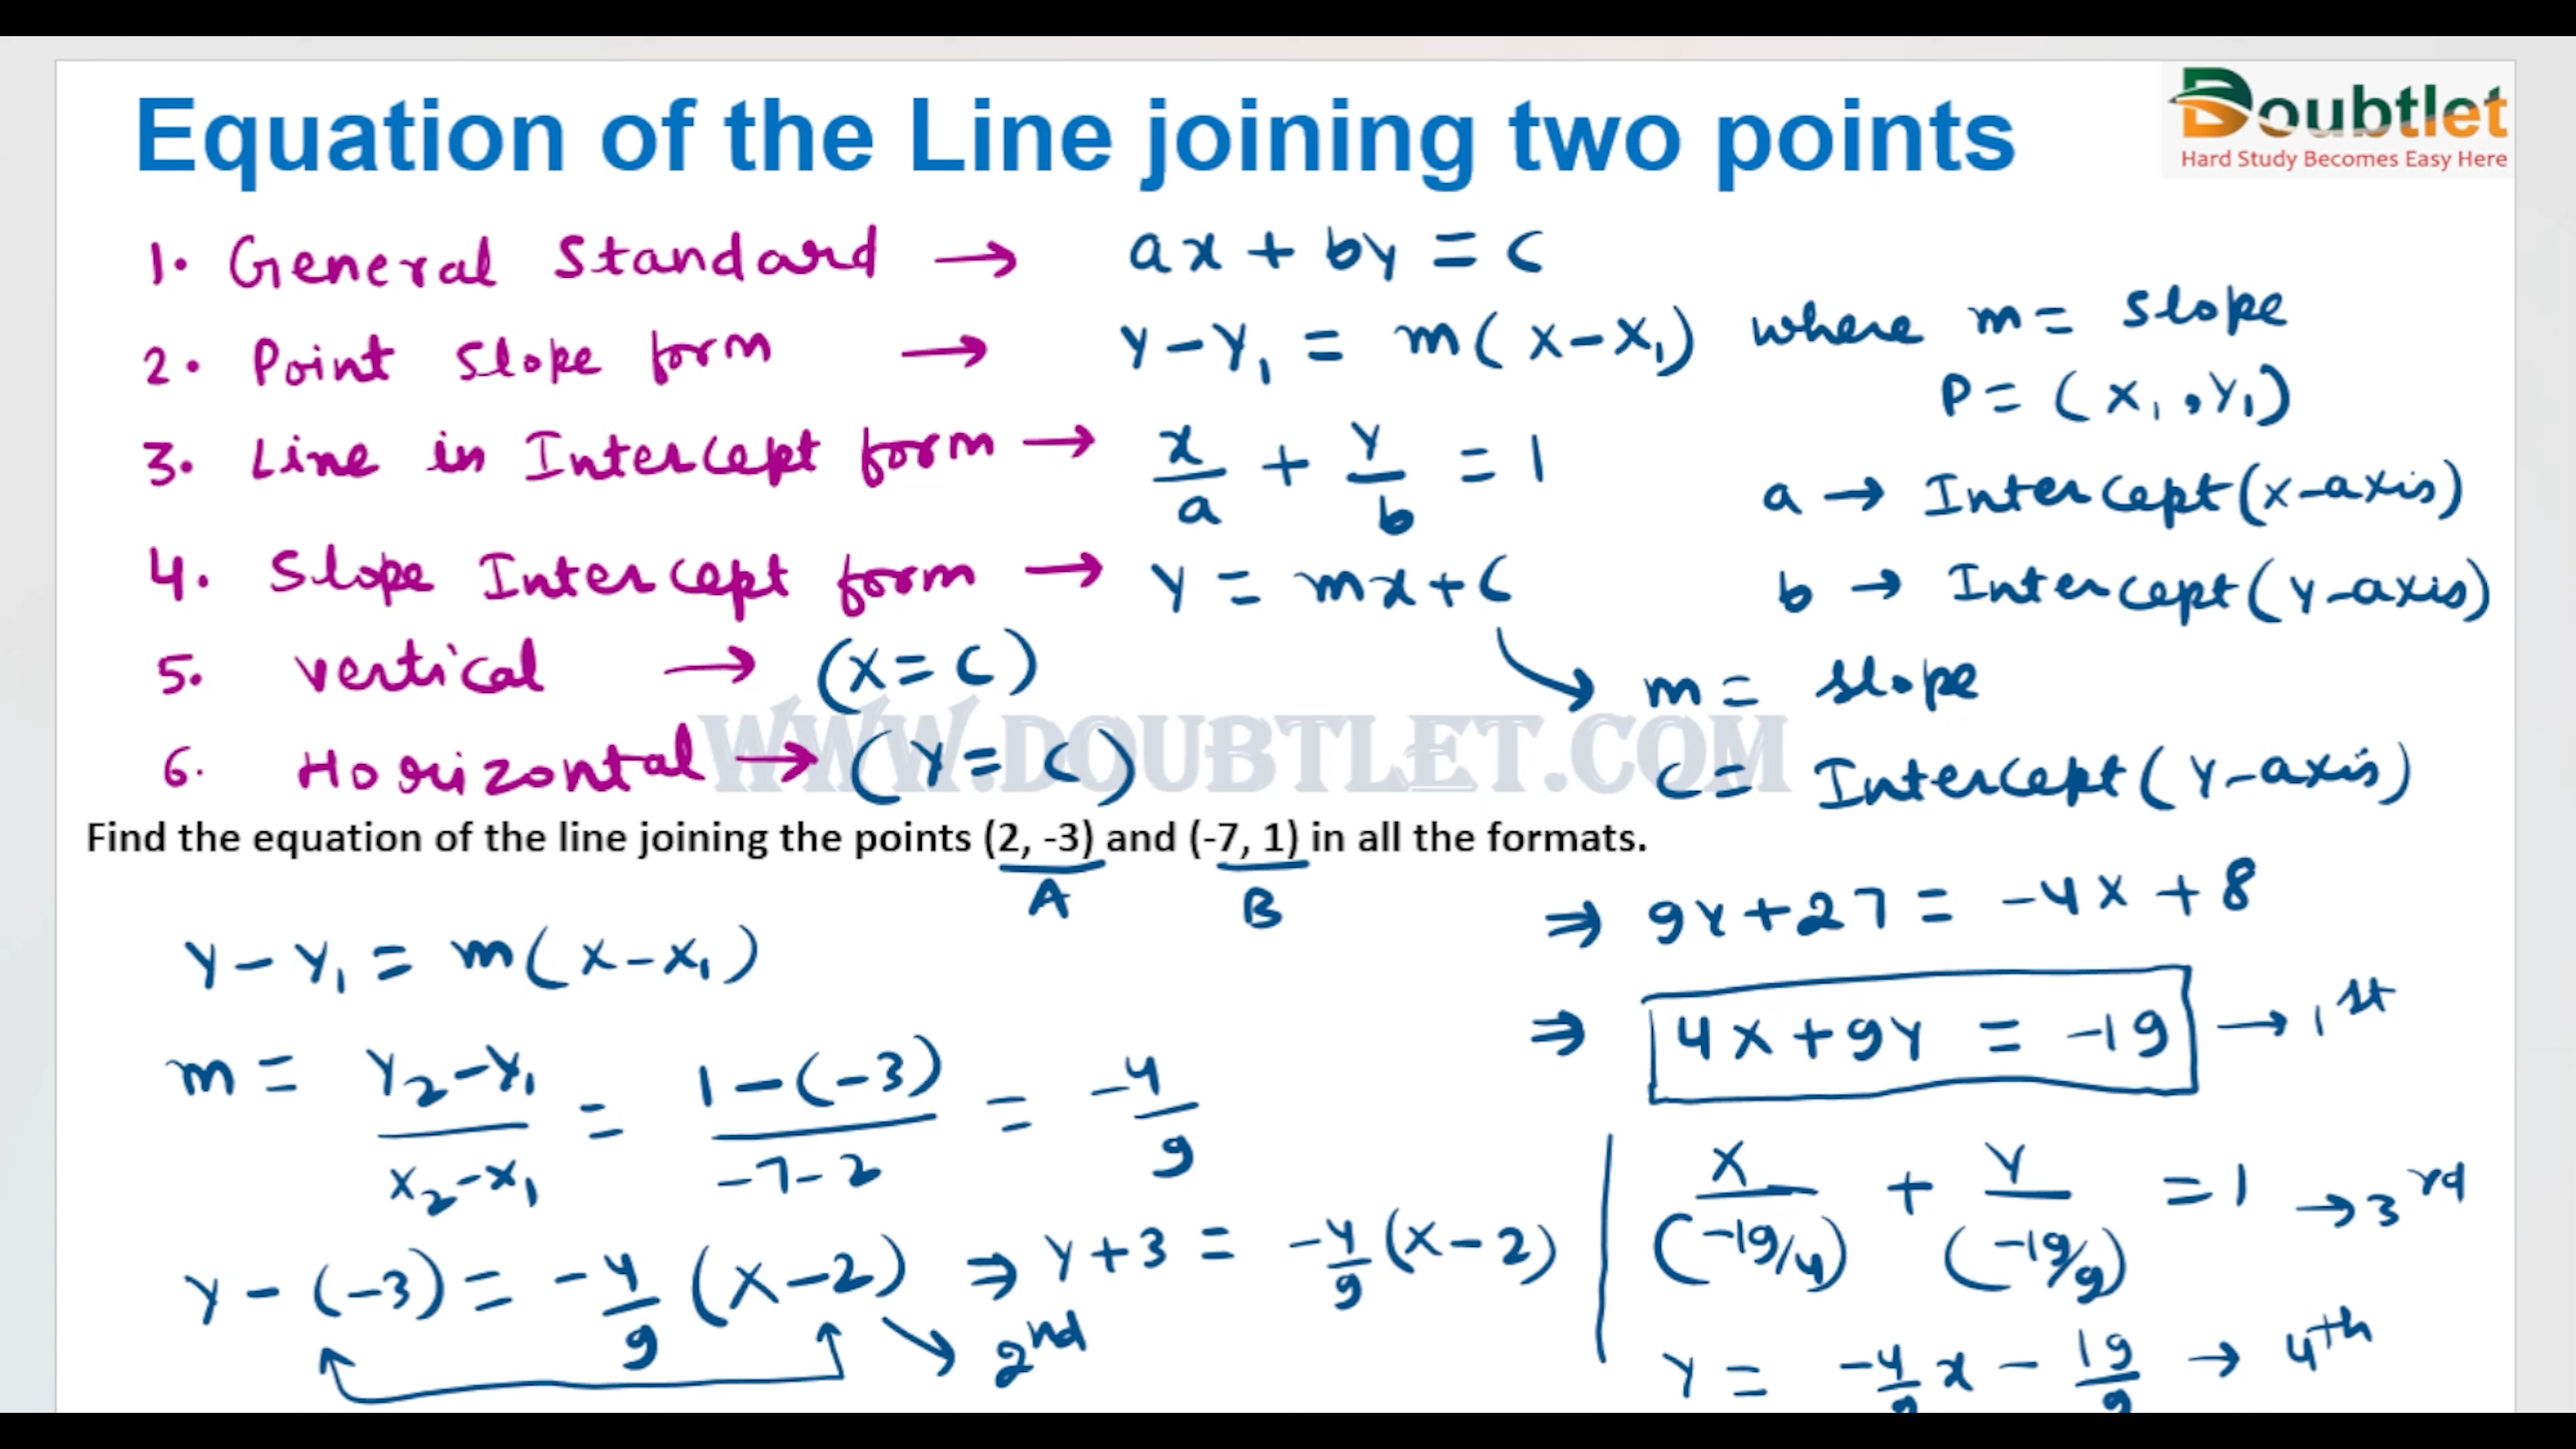 Equation of the Line joining two points
Doubtlet
Hard Study Becomes Easy Here
1. General Standard → ax + by = c
2. Point Slope form → y - y₁ = m(x - x₁) where m = slope
P = (x₁, y₁)
3. Line in Intercept form → x/a + y/b = 1
a → Intercept (x-axis)
b → Intercept (y-axis)
4. Slope Intercept form → y = mx + c
m = slope
c = Intercept (y-axis)
5. Vertical → (x = c)
6. Horizontal → (y = c)
WWW.DOUBTLET.COM
Find the equation of the line joining the points (2, -3) and (-7, 1) in all the formats.
A B
y - y₁ = m(x - x₁)
m = (y₂ - y₁)/(x₂ - x₁) = (1 - (-3))/(-7 - 2) = -4/9
y - (-3) = -4/9 (x - 2) ⇒ y + 3 = -4/9 (x - 2)
→ 2nd
⇒ 9y + 27 = -4x + 8
⇒ 4x + 9y = -19 → 1st
x/(-19/4) + y/(-19/9) = 1 → 3rd
y = -4/9 x - 19/9 → 4th